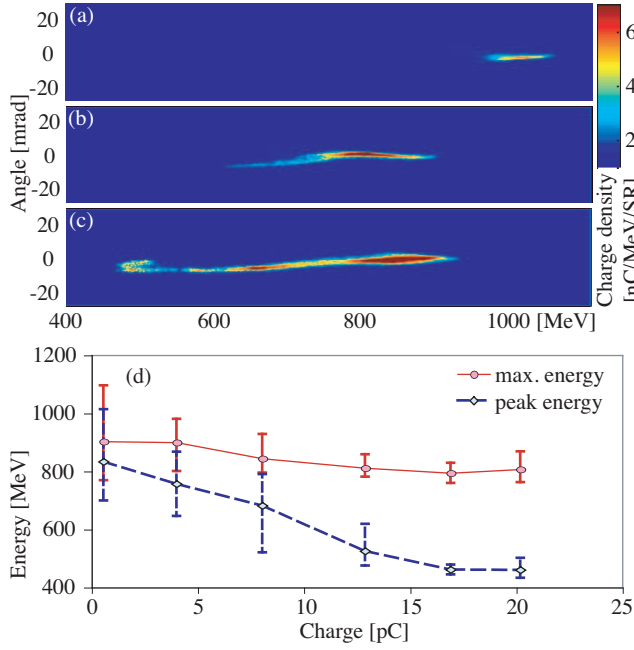 (a)
20
0
-20
(b)
20
0
-20
(c)
20
0
-20
Angle [mrad]
400 600 800 1000 [MeV]
6
4
2
Charge density
[nC/MeV/SR]
(d)
max. energy
peak energy
1200
1000
800
600
400
Energy [MeV]
0 5 10 15 20 25
Charge [pC]